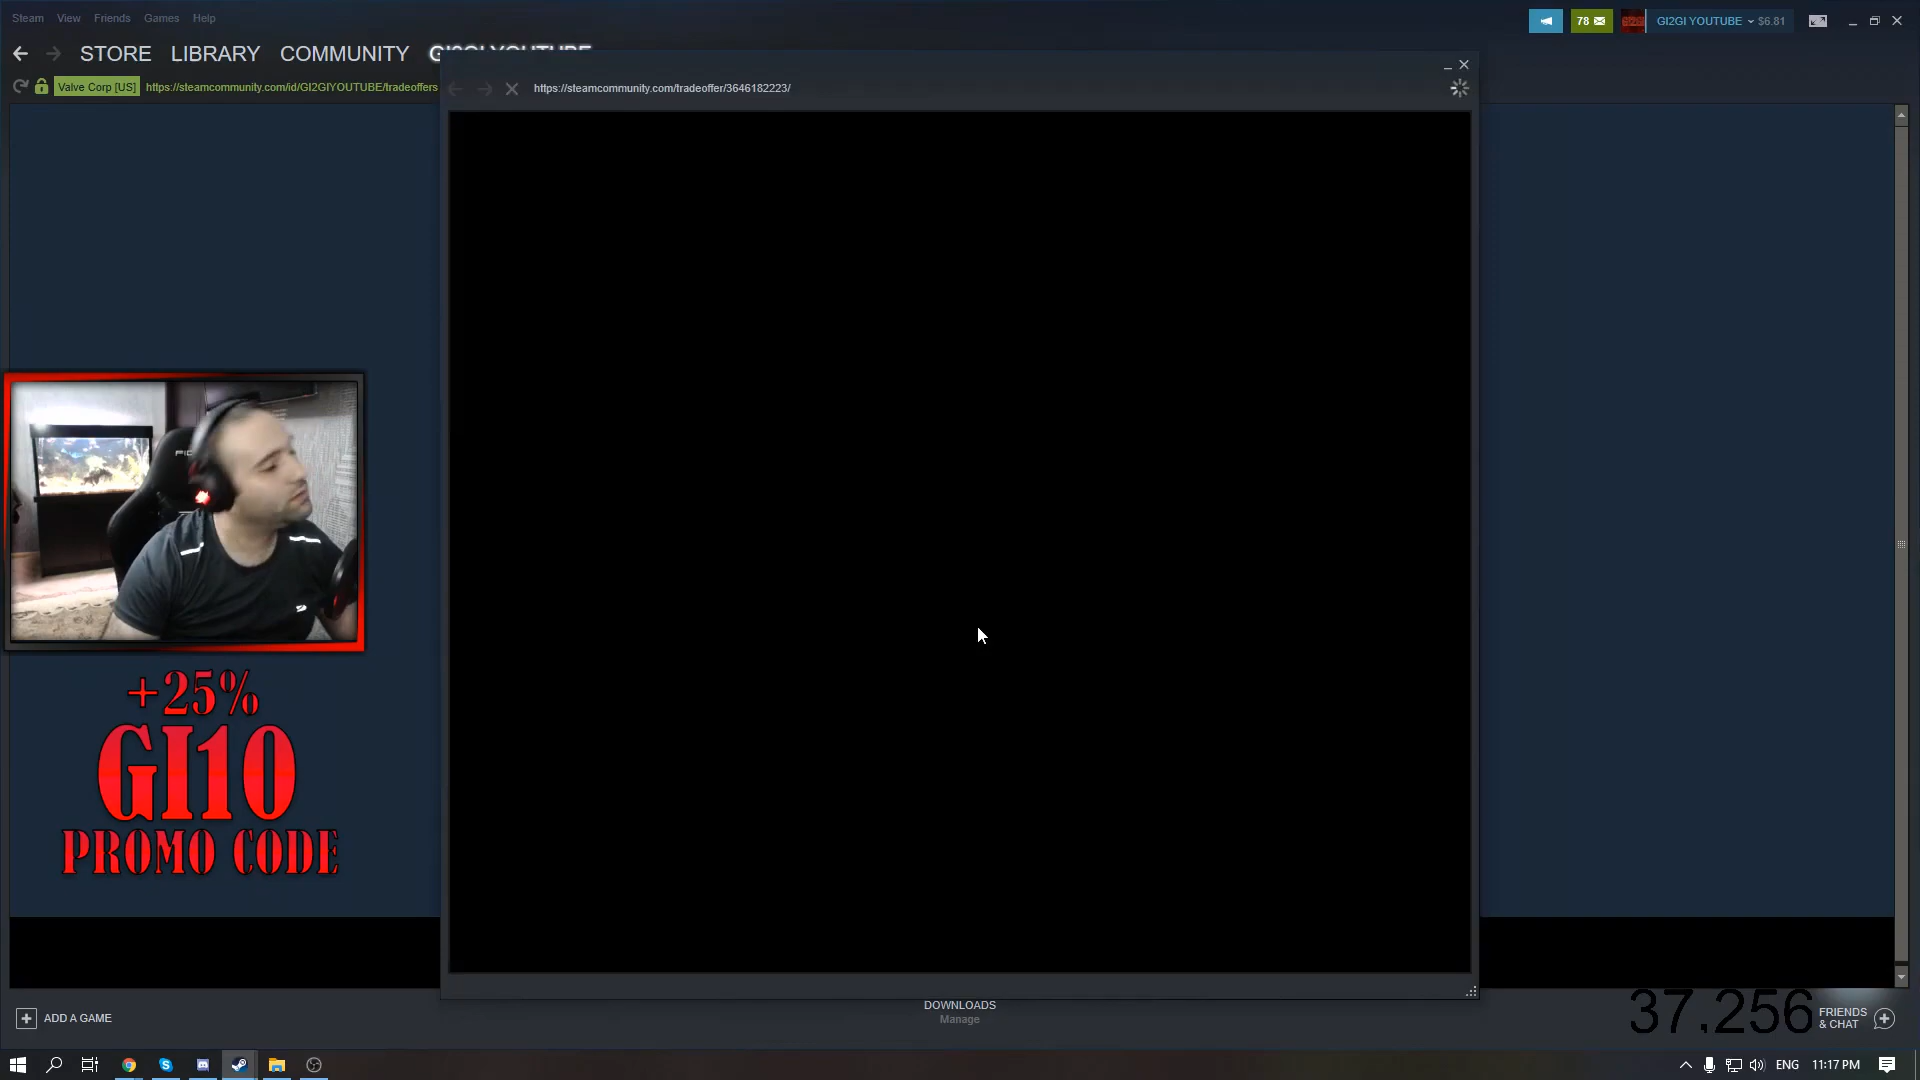 Steam View Friends Games Help
78 GI2GI YOUTUBE $6.81
STORE LIBRARY COMMUNITY GI2GI YOUTUBE
Valve Corp [US] https://steamcommunity.com/id/GI2GIYOUTUBE/tradeoffers
https://steamcommunity.com/tradeoffer/3646182223/
+25%
GI10
PROMO CODE
ADD A GAME
DOWNLOADS
Manage
37,256
FRIENDS
& CHAT
ENG 11:17 PM